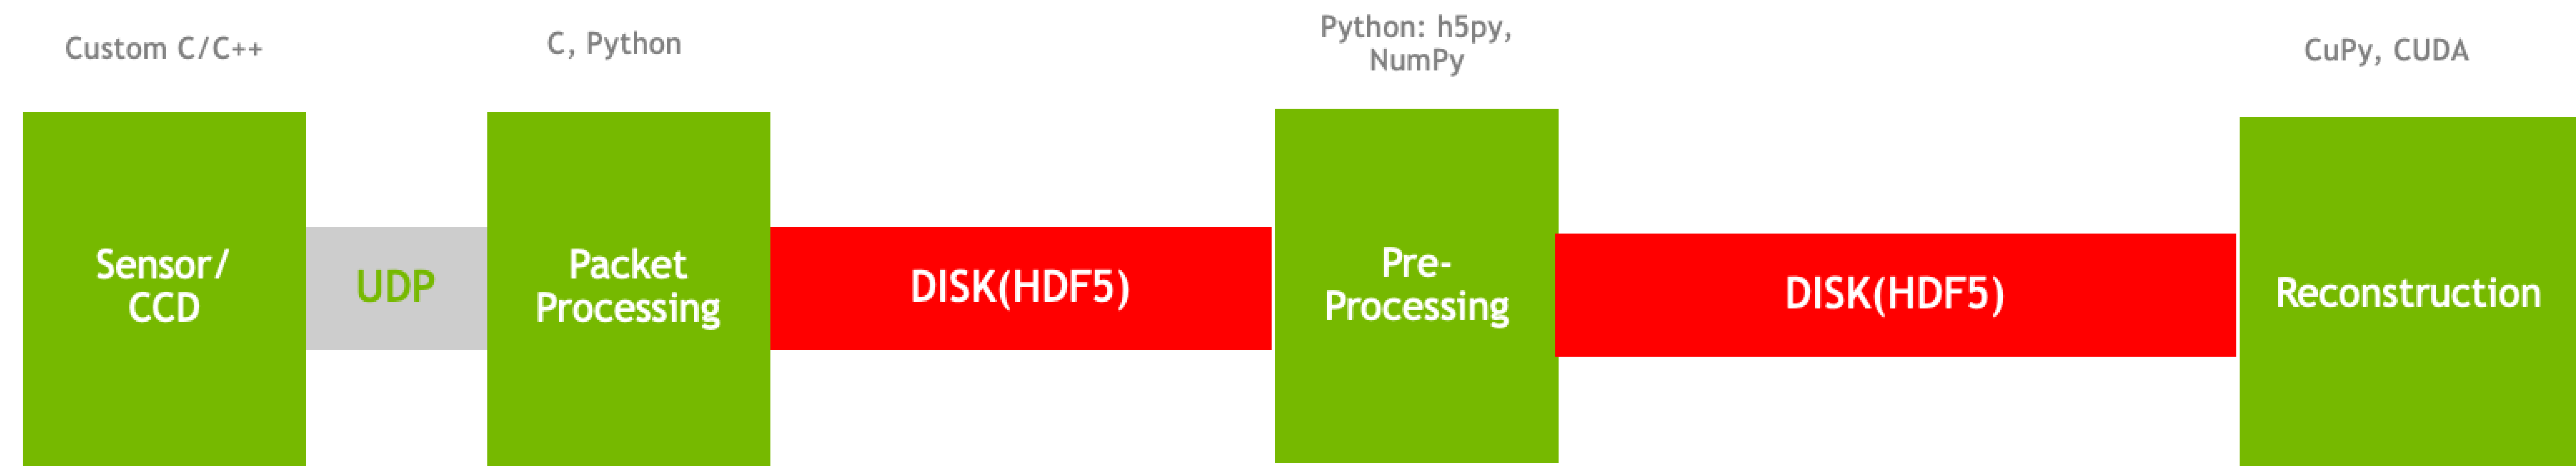 Custom C/C++
C, Python
Python: h5py,
NumPy
CuPy, CUDA
Sensor/
CCD
UDP
Packet
Processing
DISK(HDF5)
Pre-
Processing
DISK(HDF5)
Reconstruction